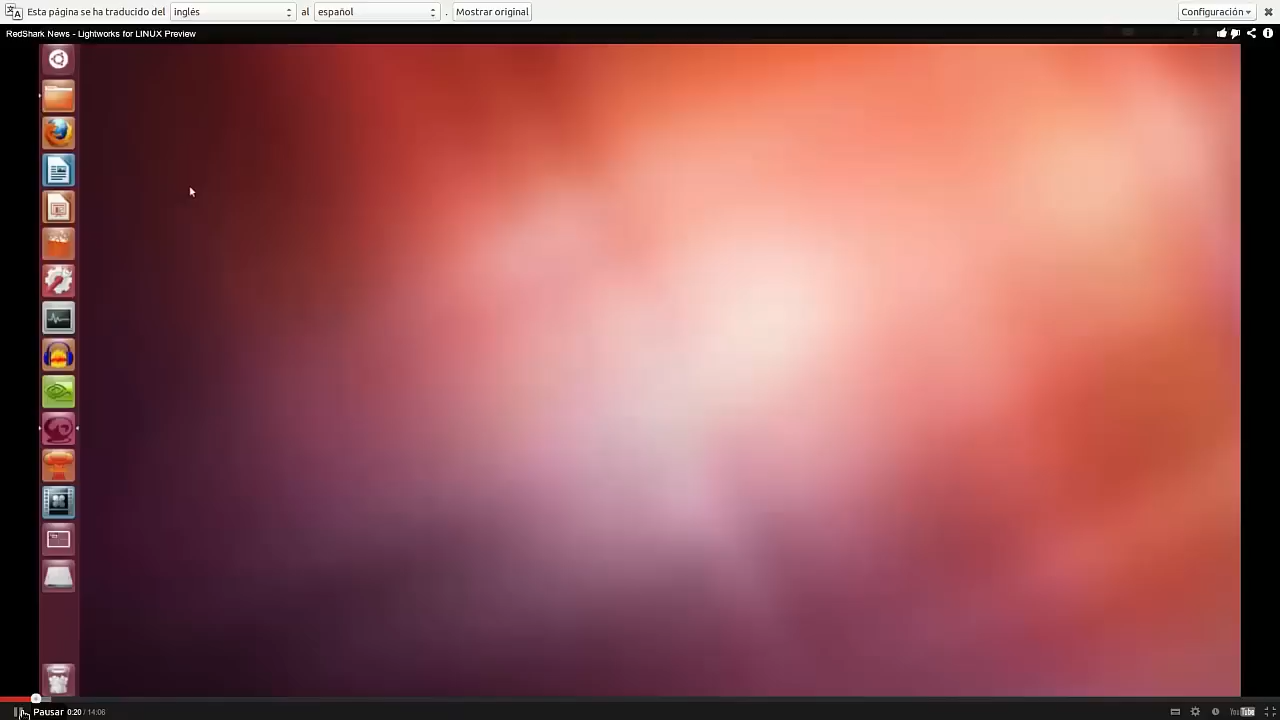 Esta página se ha traducido del inglés al español . Mostrar original Configuración
RedShark News - Lightworks for LINUX Preview
Pausar 0:20 / 14:06 YouTube